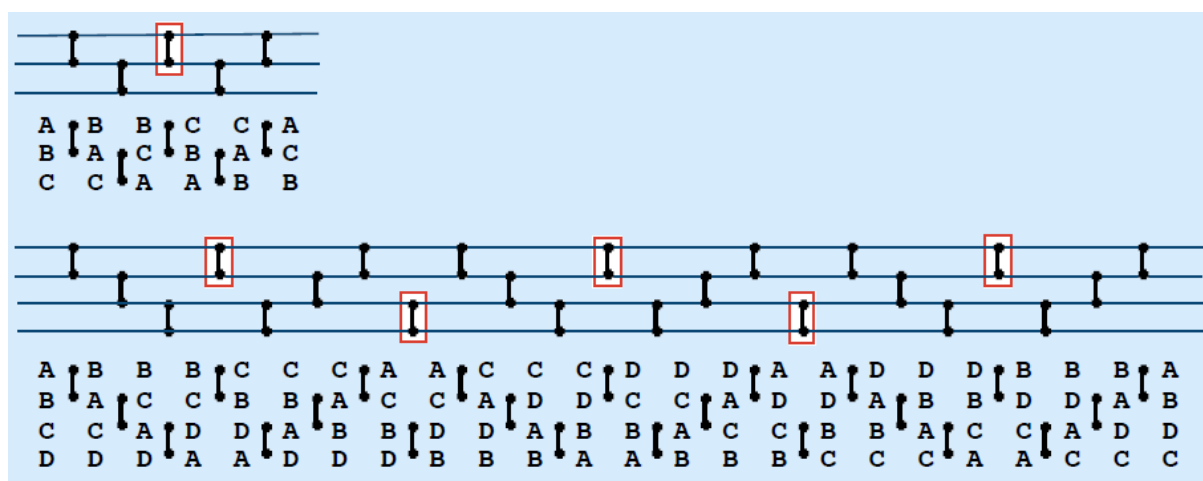 A B B C C A
B A C B A C
C C A A B B
A B B B C C C A A C C C D D D A A D D D B B B A
B A C C B B A C C A D D C C A D D A B B D D A B
C C A D D A B B D D A B B A C C B B A C C A D D
D D D A A D D D B B B A A B B B C C C A A C C C